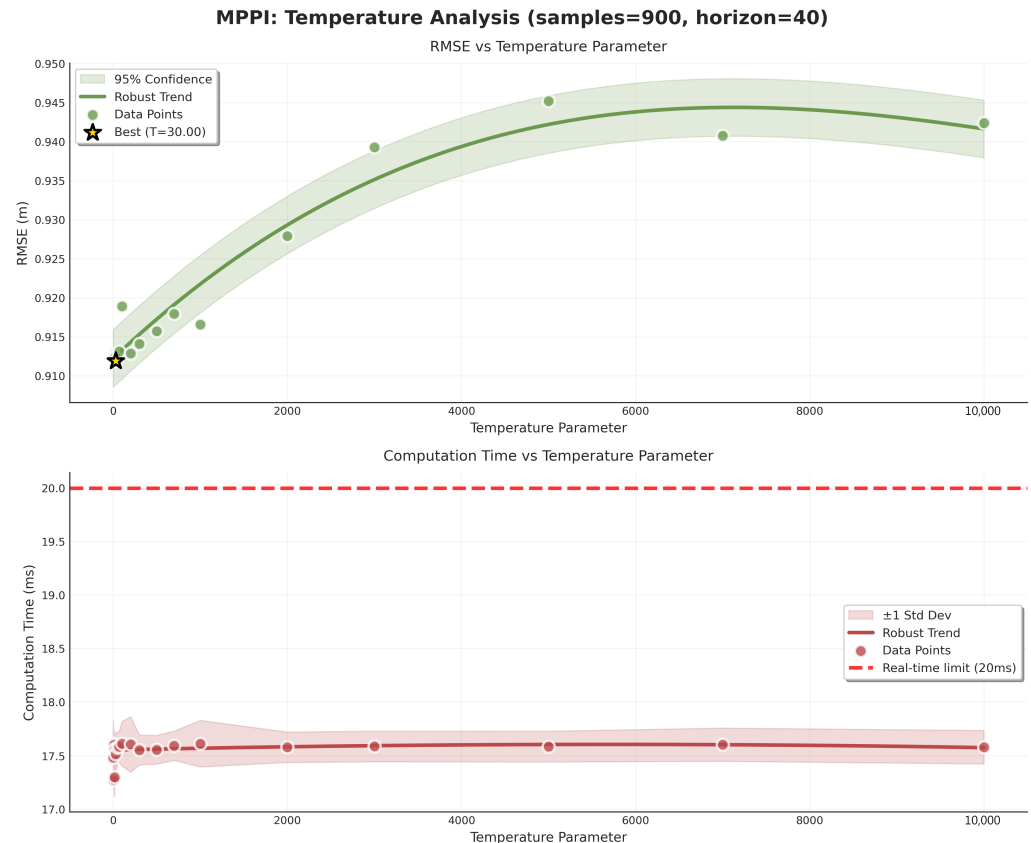 MPPI: Temperature Analysis (samples=900, horizon=40)
RMSE vs Temperature Parameter
0.950
0.945
0.940
0.935
0.930
0.925
0.920
0.915
0.910
RMSE (m)
95% Confidence
Robust Trend
Data Points
Best (T=30.00)
0 2000 4000 6000 8000 10,000
Temperature Parameter
Computation Time vs Temperature Parameter
20.0
19.5
19.0
18.5
18.0
17.5
17.0
Computation Time (ms)
±1 Std Dev
Robust Trend
Data Points
Real-time limit (20ms)
0 2000 4000 6000 8000 10,000
Temperature Parameter